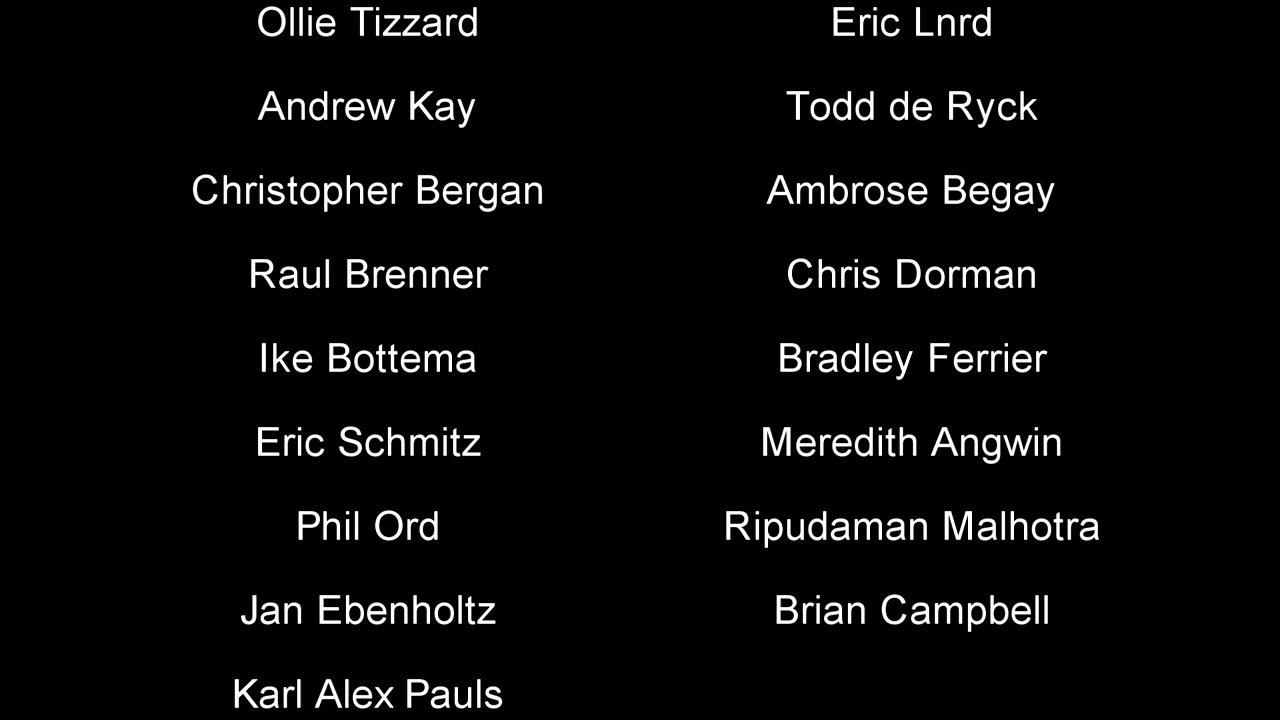 Ollie Tizzard
Eric Lnrd
Andrew Kay
Todd de Ryck
Christopher Bergan
Ambrose Begay
Raul Brenner
Chris Dorman
Ike Bottema
Bradley Ferrier
Eric Schmitz
Meredith Angwin
Phil Ord
Ripudaman Malhotra
Jan Ebenholtz
Brian Campbell
Karl Alex Pauls